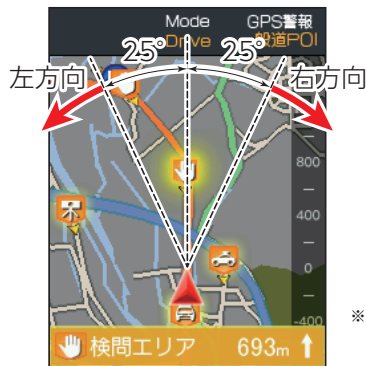 Mode GPS警報
Drive 一般道POI
25° 25°
左方向 右方向
800
400
0
-400
※
検問エリア 693m ↑